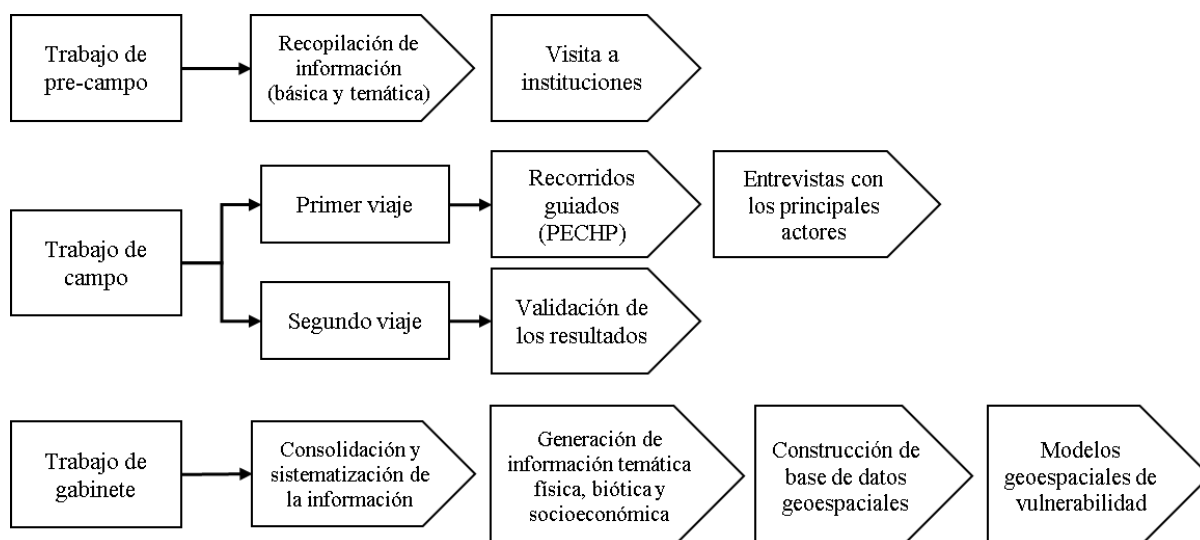 Trabajo de
pre-campo
Recopilación de
información
(básica y temática)
Visita a
instituciones
Trabajo de
campo
Primer viaje
Recorridos
guiados
(PECHP)
Entrevistas con
los principales
actores
Segundo viaje
Validación de
los resultados
Trabajo de
gabinete
Consolidación y
sistematización de
la información
Generación de
información temática
física, biótica y
socioeconómica
Construcción de
base de datos
geoespaciales
Modelos
geoespaciales de
vulnerabilidad